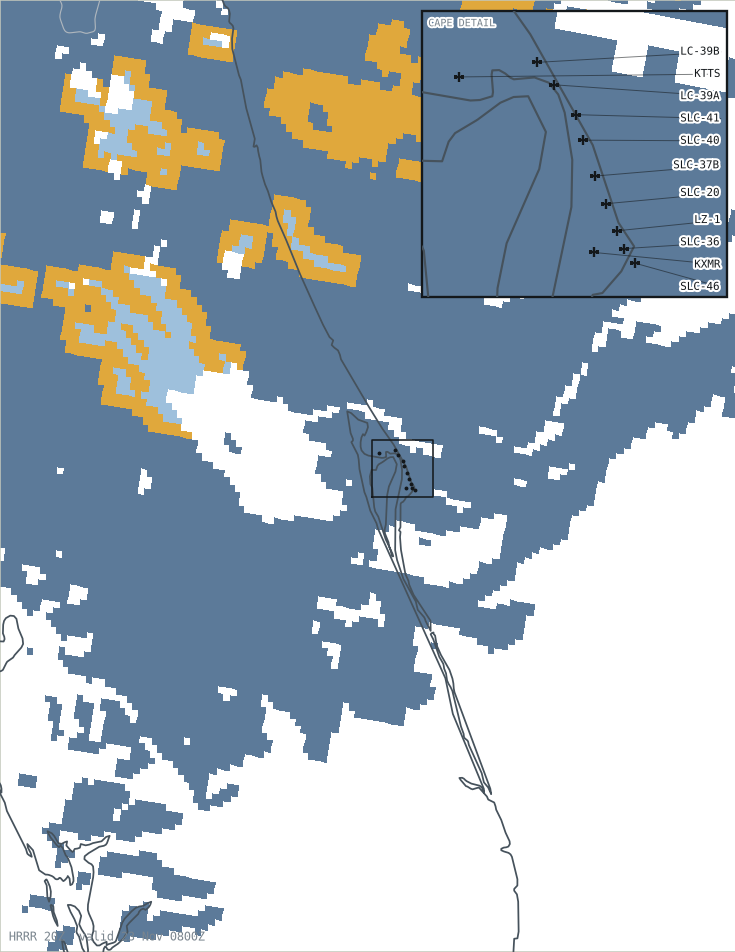 CAPE DETAIL
LC-39B
KTTS
LC-39A
SLC-41
SLC-40
SLC-37B
SLC-20
LZ-1
SLC-36
KXMR
SLC-46
HRRR valid NOV 0800Z